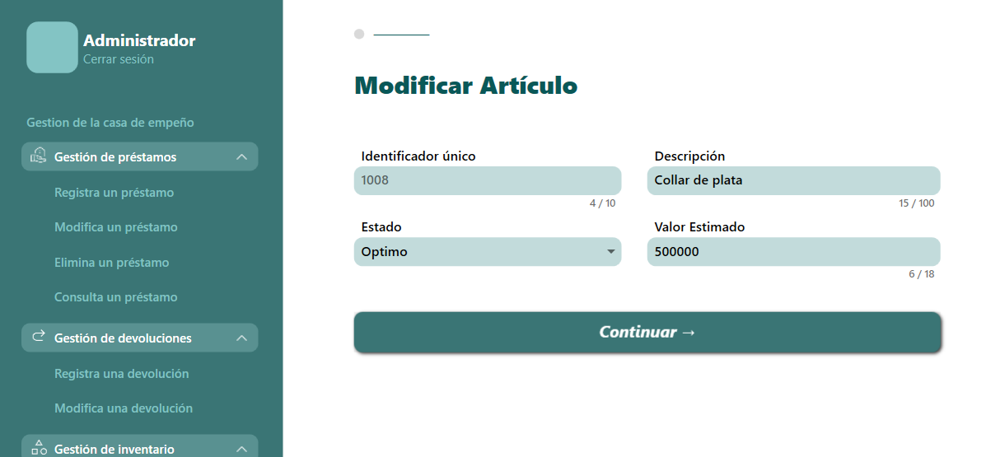 Administrador
Cerrar sesión
Gestion de la casa de empeño
Gestión de préstamos
Registra un préstamo
Modifica un préstamo
Elimina un préstamo
Consulta un préstamo
Gestión de devoluciones
Registra una devolución
Modifica una devolución
Gestión de inventario
Modificar Artículo
Identificador único
1008
4 / 10
Descripción
Collar de plata
15 / 100
Estado
Optimo
Valor Estimado
500000
6 / 18
Continuar →